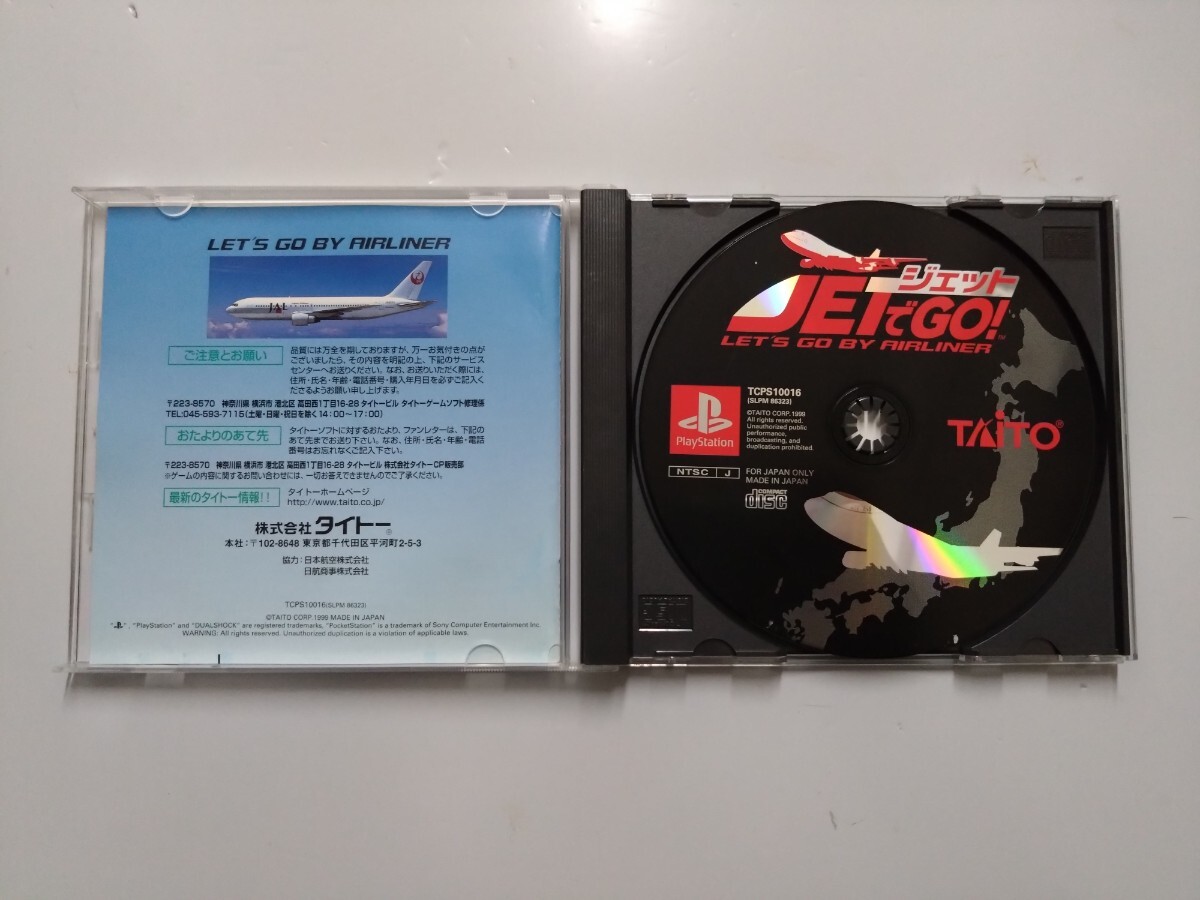 LET'S GO BY AIRLINER
JAL
ご注意とお願い
品質には万全を期しておりますが、万一お気付きの点が
ございましたら、その内容を明記の上、下記のサービス
センターへお送りください。なお、お送りいただく際には、
住所・氏名・年齢・電話番号・購入年月日を必ずご記入く
ださるようお願い申し上げます。
〒223-8570 神奈川県 横浜市 港北区 高田西1丁目16-28 タイトービル タイトーゲームソフト修理係
TEL:045-593-7115(土曜・日曜・祝日を除く14:00〜17:00)
おたよりのあて先
タイトーソフトに対するおたより、ファンレターは、下記の
あて先までお送り下さい。なお、住所・氏名・年齢・電話
番号はお忘れなくご記入下さい。
〒223-8570 神奈川県 横浜市 港北区 高田西1丁目16-28 タイトービル 株式会社タイトーCP販売部
※ゲームの内容に関するお問い合わせには、一切お答えできませんのでご了承ください。
最新のタイトー情報!!
タイトーホームページ
http://www.taito.co.jp/
株式会社タイトー®
本社:〒102-8648 東京都千代田区平河町2-5-3
協力:日本航空株式会社
日航商事株式会社
TCPS10016(SLPM 86323)
©TAITO CORP.1999 MADE IN JAPAN
" ", "PlayStation" and "DUALSHOCK" are registered trademarks, "PocketStation" is a trademark of Sony Computer Entertainment Inc.
WARNING: All rights reserved. Unauthorized duplication is a violation of applicable laws.
ジェット
JETでGO!™
LET'S GO BY AIRLINER
PlayStation
TCPS10016
(SLPM 86323)
©TAITO CORP. 1999
All rights reserved.
Unauthorized public
performance,
broadcasting, and
duplication prohibited.
TAITO®
NTSC J
FOR JAPAN ONLY
MADE IN JAPAN
COMPACT
disc